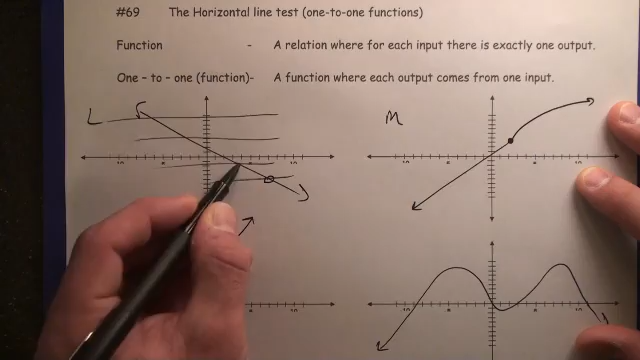 #69 The Horizontal line test (one-to-one functions)
Function - A relation where for each input there is exactly one output.
One – to – one (function)- A function where each output comes from one input.
L
M